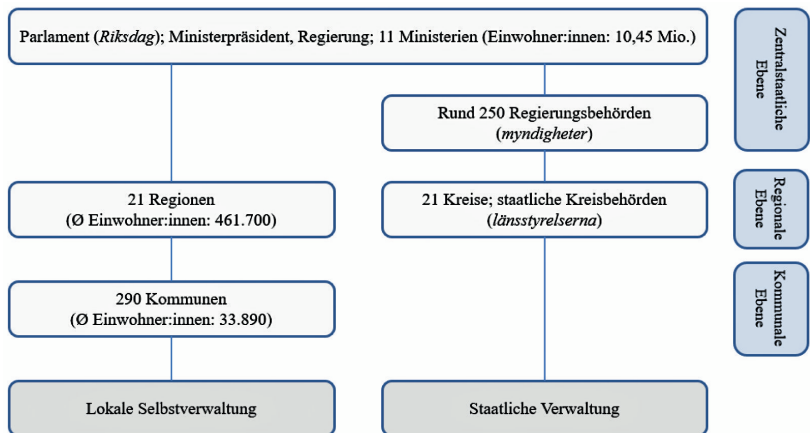 Parlament (Riksdag); Ministerpräsident, Regierung; 11 Ministerien (Einwohner:innen: 10,45 Mio.)
Zentralstaatliche
Ebene
Rund 250 Regierungsbehörden
(myndigheter)
21 Regionen
(Ø Einwohner:innen: 461.700)
21 Kreise; staatliche Kreisbehörden
(länsstyrelserna)
Regionale
Ebene
290 Kommunen
(Ø Einwohner:innen: 33.890)
Kommunale
Ebene
Lokale Selbstverwaltung
Staatliche Verwaltung